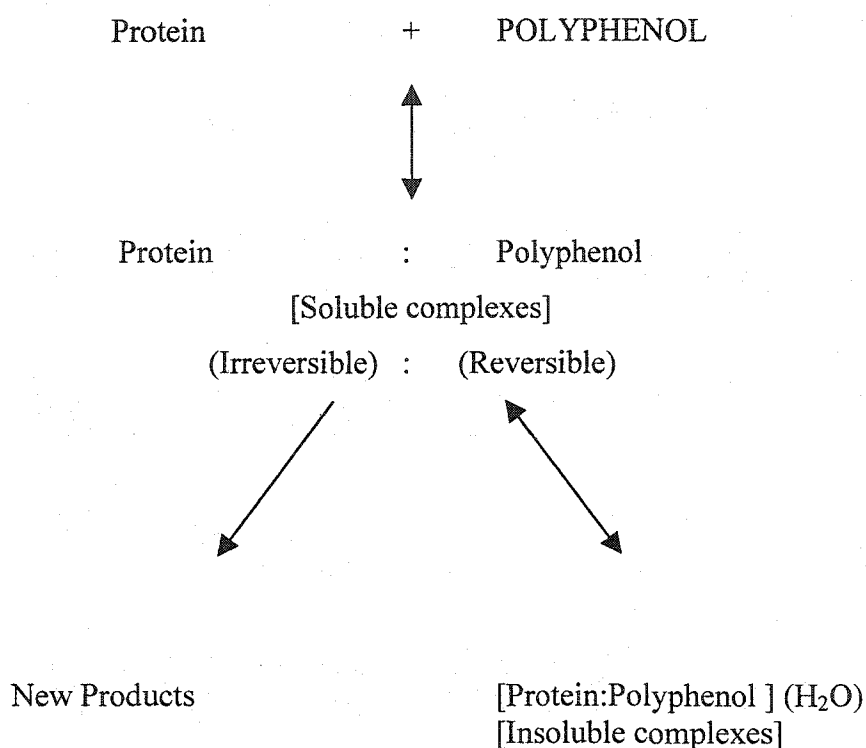 Protein + POLYPHENOL
Protein : Polyphenol
[Soluble complexes]
(Irreversible) : (Reversible)
New Products [Protein:Polyphenol ] (H₂O)
[Insoluble complexes]